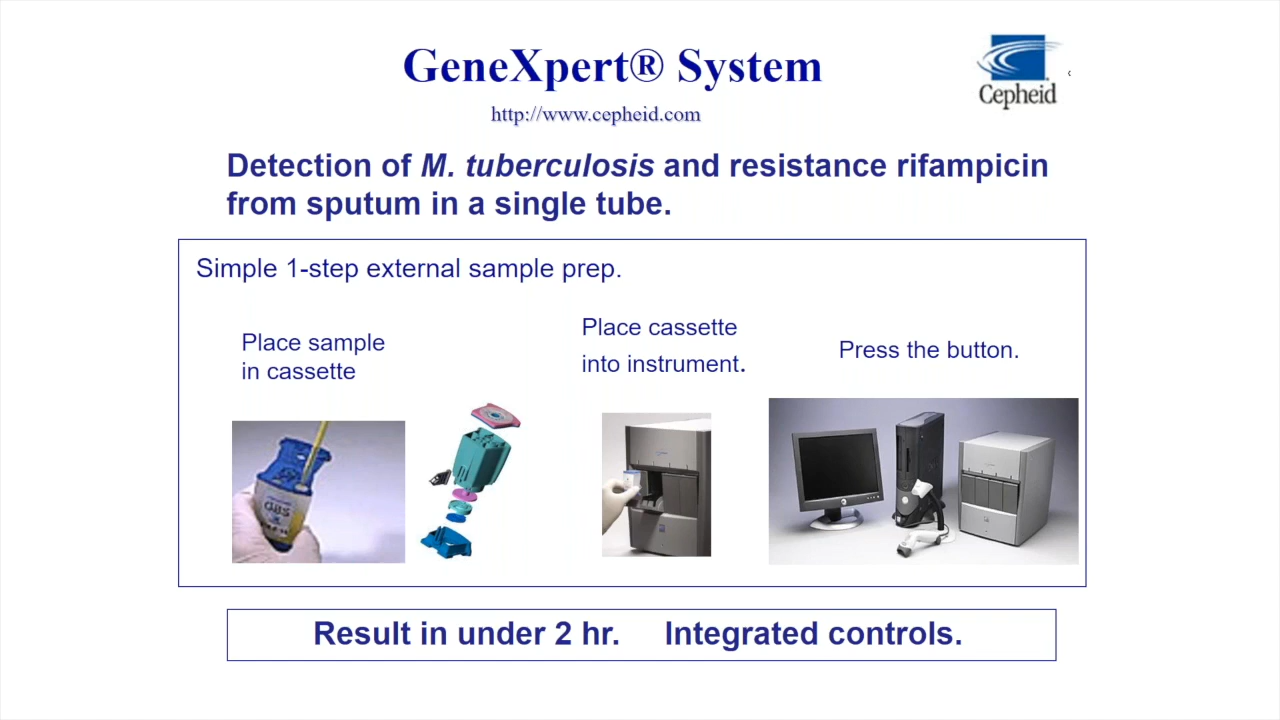 GeneXpert® System
http://www.cepheid.com
Cepheid
Detection of M. tuberculosis and resistance rifampicin
from sputum in a single tube.
Simple 1-step external sample prep.
Place sample
in cassette
Place cassette
into instrument.
Press the button.
GBS
Result in under 2 hr. Integrated controls.